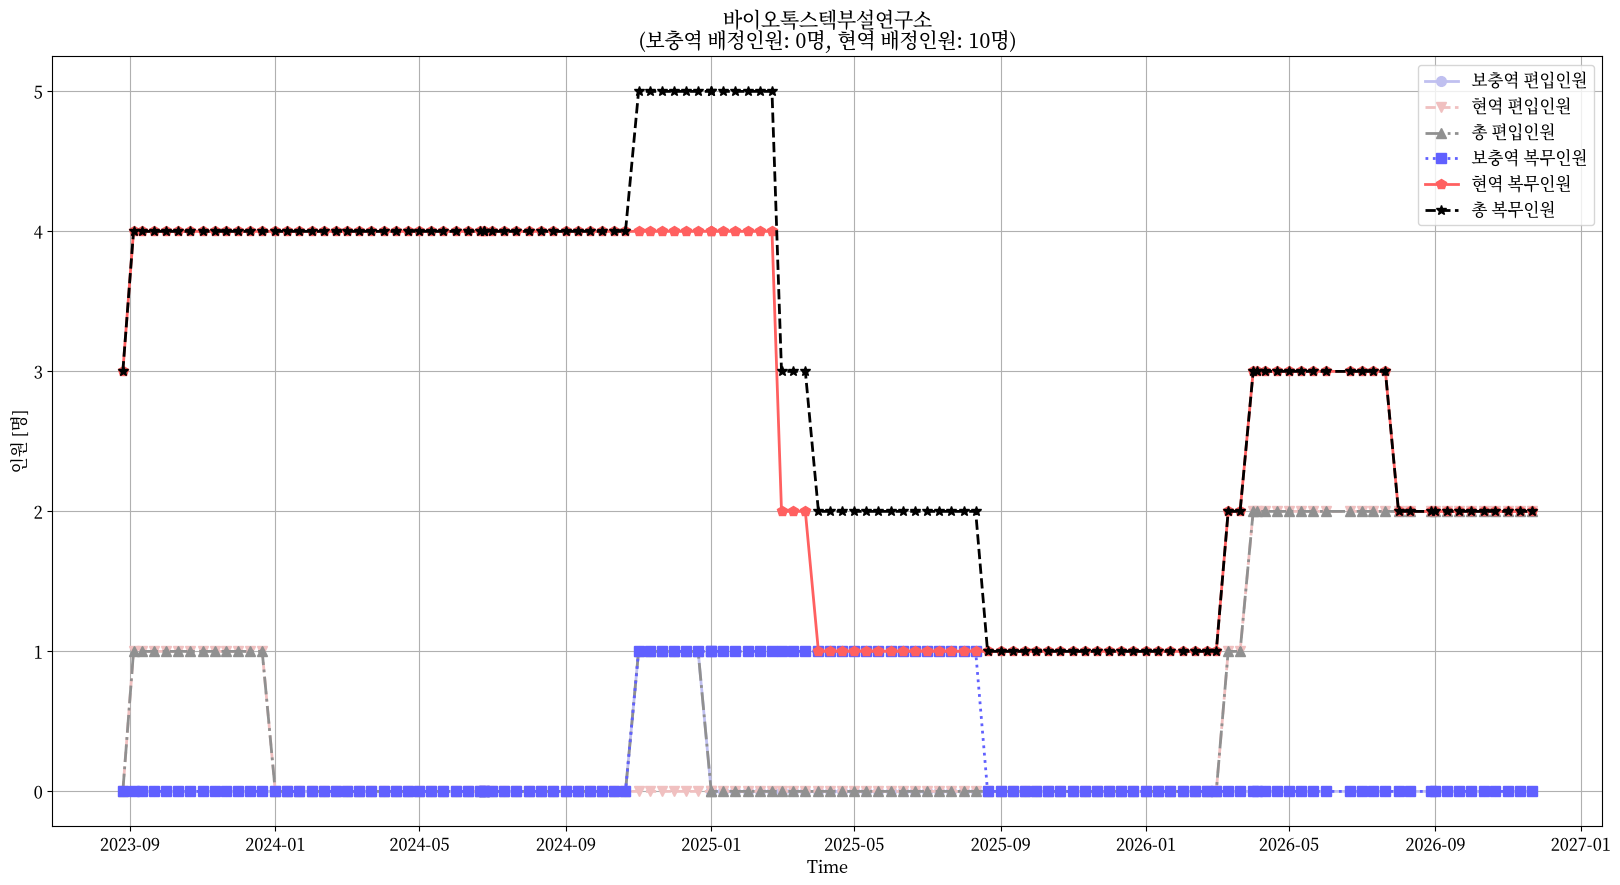 바이오톡스텍부설연구소
(보충역 배정인원: 0명, 현역 배정인원: 10명)
보충역 편입인원
현역 편입인원
총 편입인원
보충역 복무인원
현역 복무인원
총 복무인원
인원 [명]
5
4
3
2
1
0
2023-09
2024-01
2024-05
2024-09
2025-01
2025-05
2025-09
2026-01
2026-05
2026-09
2027-01
Time